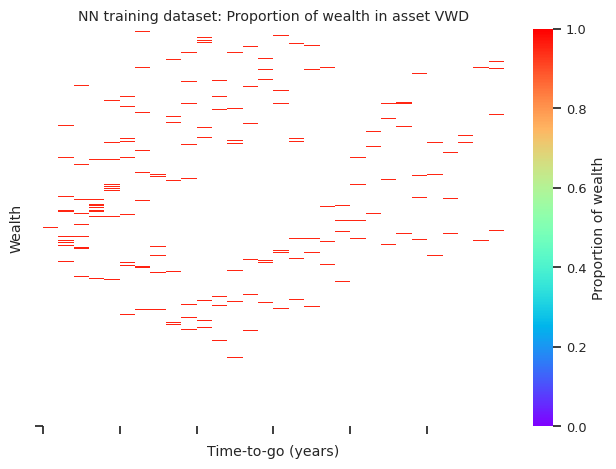 NN training dataset: Proportion of wealth in asset VWD
1.0
0.8
0.6
0.4
0.2
0.0
Proportion of wealth
Wealth
Time-to-go (years)